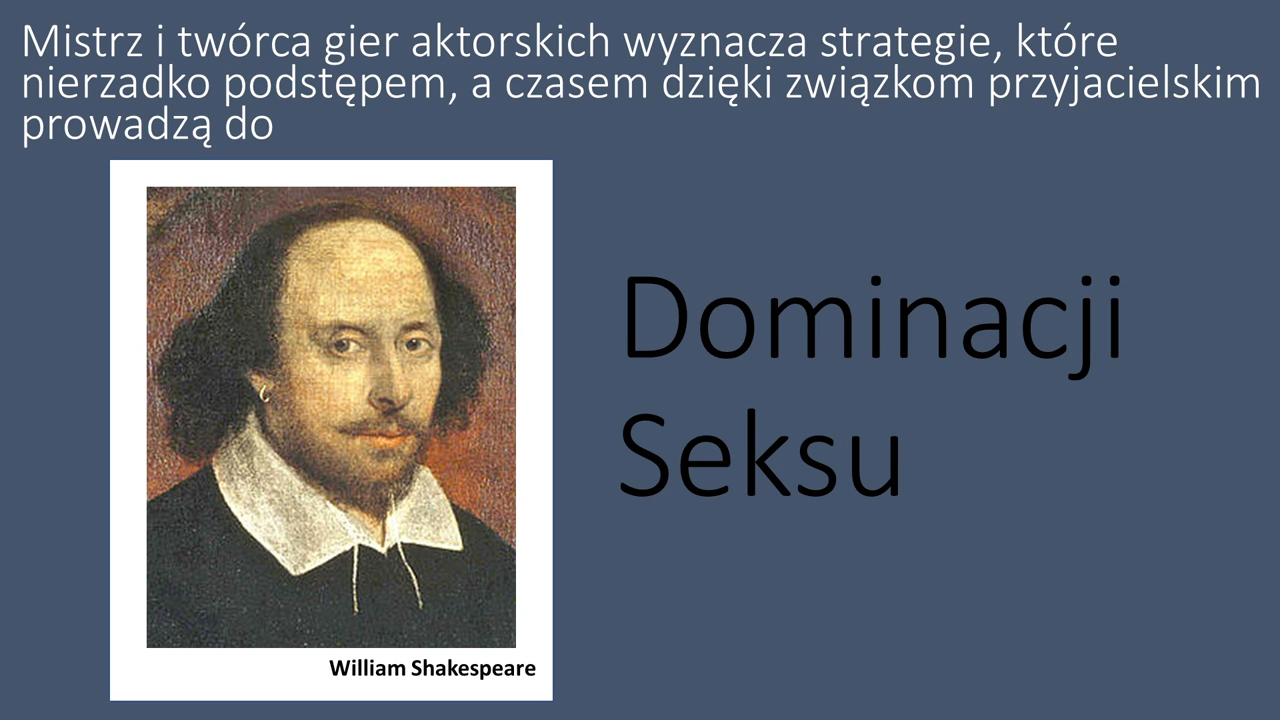 Mistrz i twórca gier aktorskich wyznacza strategie, które
nierzadko podstępem, a czasem dzięki związkom przyjacielskim
prowadzą do
Dominacji
Seksu
William Shakespeare